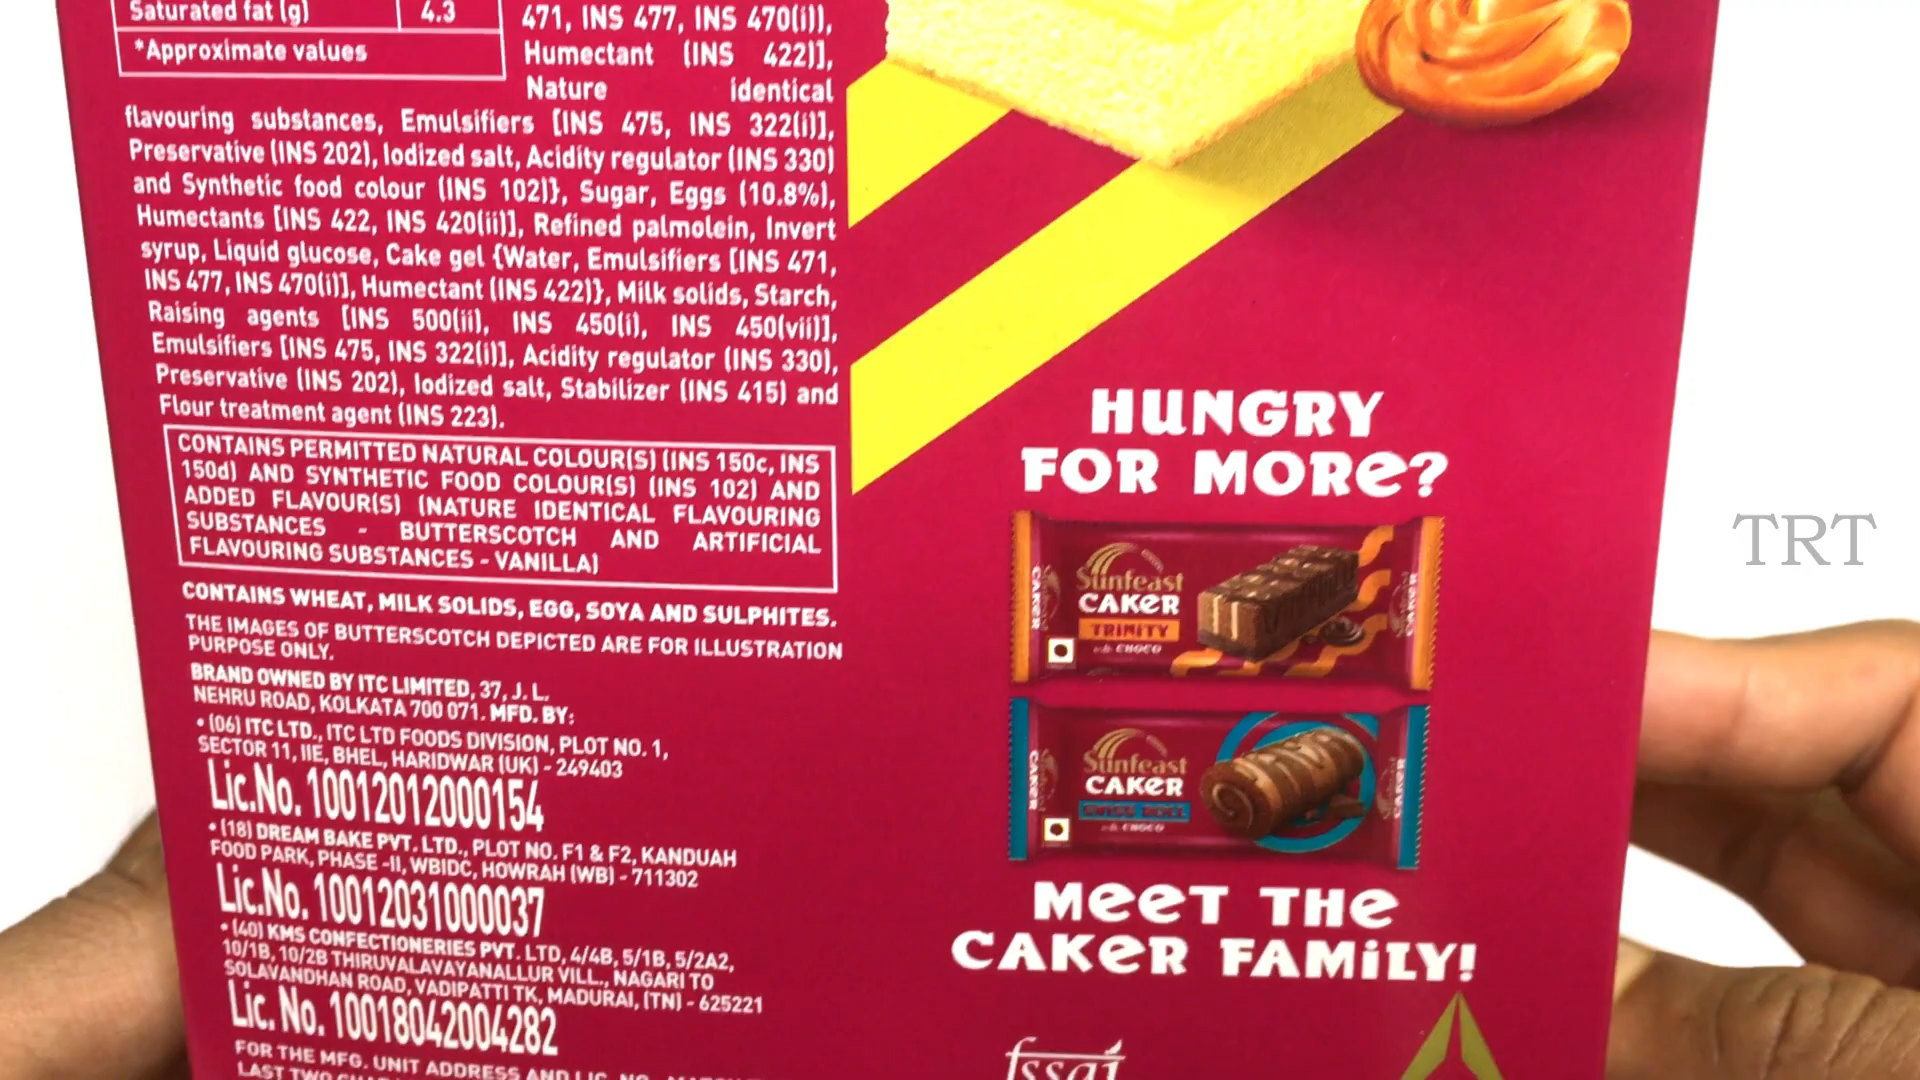 Saturated fat (g) 4.3
*Approximate values
471, INS 477, INS 470(i)),
Humectant (INS 422)],
Nature identical
flavouring substances, Emulsifiers [INS 475, INS 322(i)],
Preservative (INS 202), Iodized salt, Acidity regulator (INS 330)
and Synthetic food colour (INS 102)}, Sugar, Eggs (10.8%),
Humectants [INS 422, INS 420(ii)], Refined palmolein, Invert
syrup, Liquid glucose, Cake gel {Water, Emulsifiers [INS 471,
INS 477, INS 470(i)], Humectant (INS 422)}, Milk solids, Starch,
Raising agents [INS 500(ii), INS 450(i), INS 450(vii)],
Emulsifiers [INS 475, INS 322(i)], Acidity regulator (INS 330),
Preservative (INS 202), Iodized salt, Stabilizer (INS 415) and
Flour treatment agent (INS 223).
CONTAINS PERMITTED NATURAL COLOUR(S) (INS 150c, INS
150d) AND SYNTHETIC FOOD COLOUR(S) (INS 102) AND
ADDED FLAVOUR(S) (NATURE IDENTICAL FLAVOURING
SUBSTANCES - BUTTERSCOTCH AND ARTIFICIAL
FLAVOURING SUBSTANCES - VANILLA)
CONTAINS WHEAT, MILK SOLIDS, EGG, SOYA AND SULPHITES.
THE IMAGES OF BUTTERSCOTCH DEPICTED ARE FOR ILLUSTRATION
PURPOSE ONLY.
BRAND OWNED BY ITC LIMITED, 37, J. L.
NEHRU ROAD, KOLKATA 700 071. MFD. BY:
• (06) ITC LTD., ITC LTD FOODS DIVISION, PLOT NO. 1,
SECTOR 11, IIE, BHEL, HARIDWAR (UK) - 249403
Lic.No. 10012012000154
• (18) DREAM BAKE PVT. LTD., PLOT NO. F1 & F2, KANDUAH
FOOD PARK, PHASE -II, WBIDC, HOWRAH (WB) - 711302
Lic.No. 10012031000037
• (40) KMS CONFECTIONERIES PVT. LTD, 4/4B, 5/1B, 5/2A2,
10/1B, 10/2B THIRUVALAVAYANALLUR VILL., NAGARI TO
SOLAVANDHAN ROAD, VADIPATTI TK, MADURAI, (TN) - 625221
Lic. No. 10018042004282
FOR THE MFG. UNIT ADDRESS AND LIC. NO.
LAST TWO
HUNGRY
FOR MORe?
CAKER
Sunfeast
CAKeR
TRINITY
CHOCO
CAKER
Sunfeast
CAKeR
SWISS ROLL
CHOCO
MeeT THe
CAKeR FAMiLY!
fssai
TRT